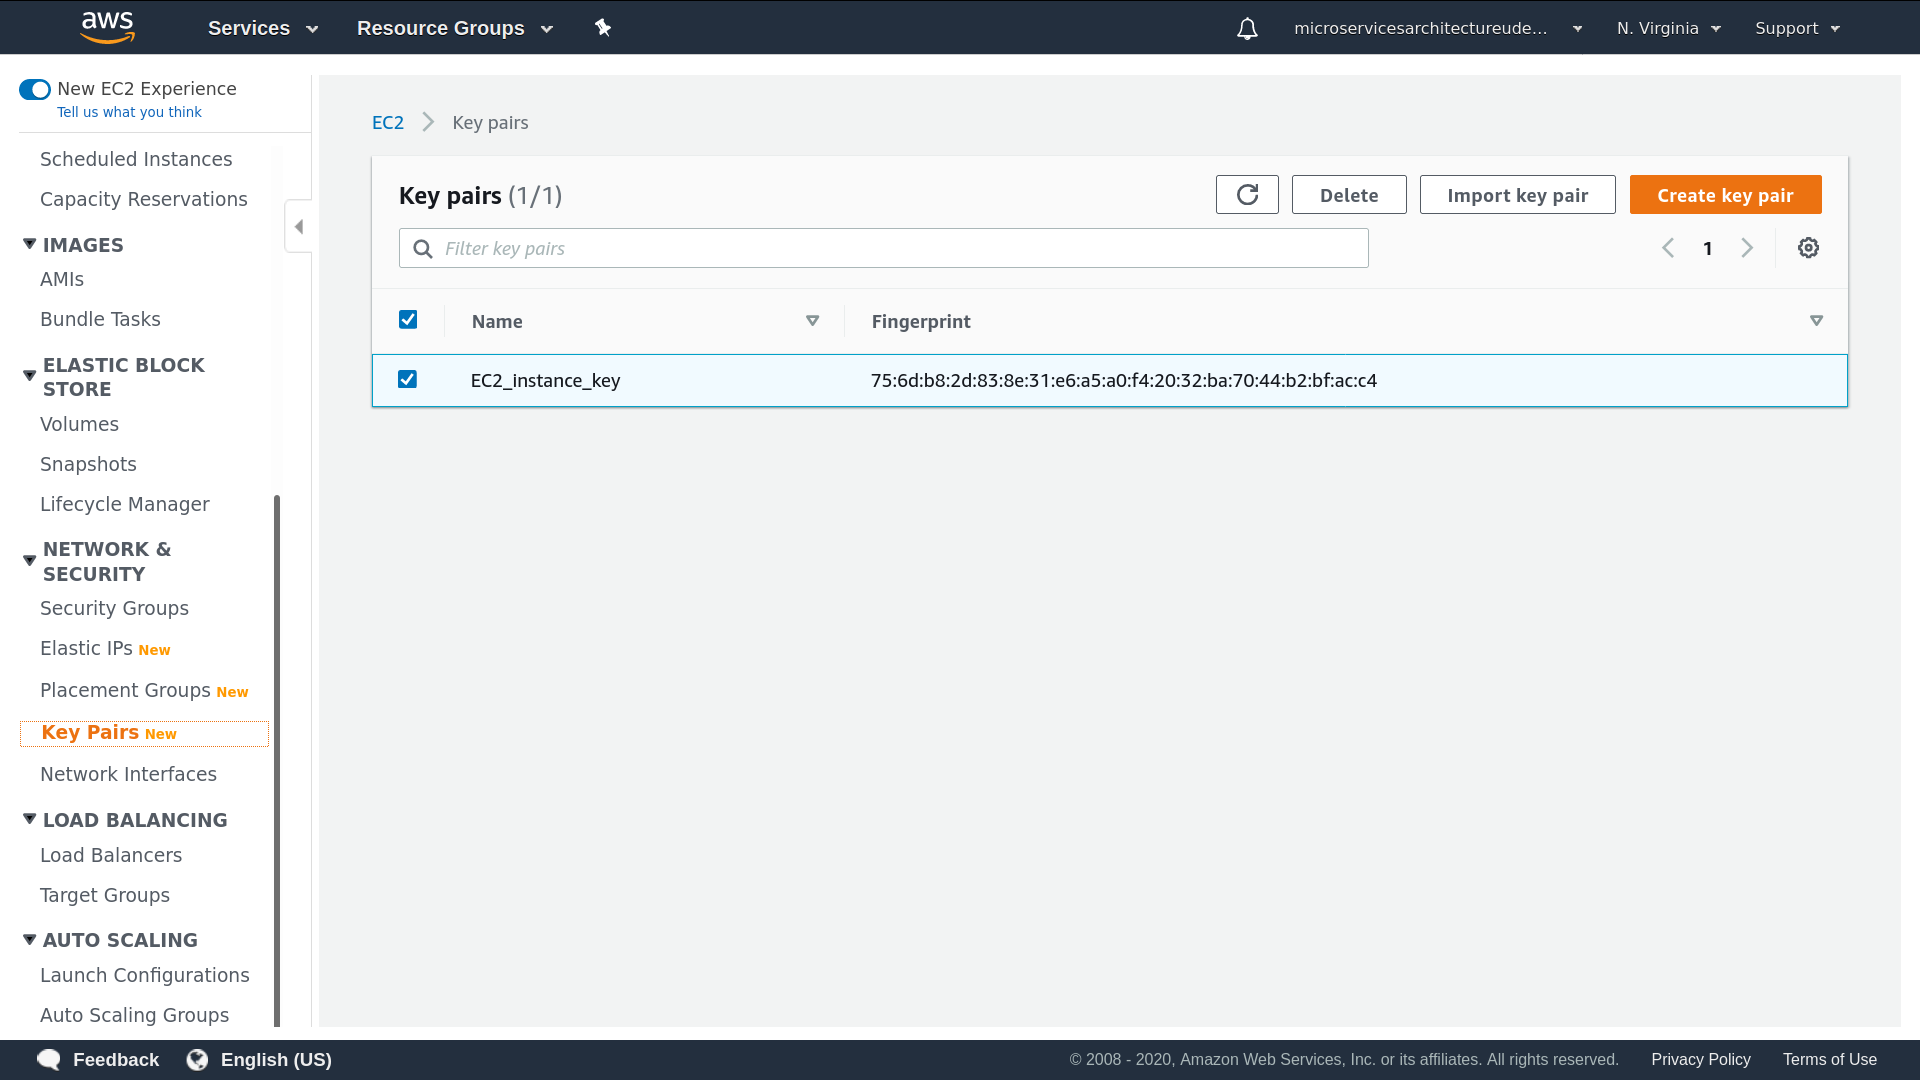 aws Services Resource Groups microservicesarchitectureude... N. Virginia Support
New EC2 Experience
Tell us what you think
Scheduled Instances
Capacity Reservations
IMAGES
AMIs
Bundle Tasks
ELASTIC BLOCK
STORE
Volumes
Snapshots
Lifecycle Manager
NETWORK &
SECURITY
Security Groups
Elastic IPs New
Placement Groups New
Key Pairs New
Network Interfaces
LOAD BALANCING
Load Balancers
Target Groups
AUTO SCALING
Launch Configurations
Auto Scaling Groups
EC2 Key pairs
Key pairs (1/1) Delete Import key pair Create key pair
Filter key pairs 1
Name Fingerprint
EC2_instance_key 75:6d:b8:2d:83:8e:31:e6:a5:a0:f4:20:32:ba:70:44:b2:bf:ac:c4
Feedback English (US) © 2008 - 2020, Amazon Web Services, Inc. or its affiliates. All rights reserved. Privacy Policy Terms of Use